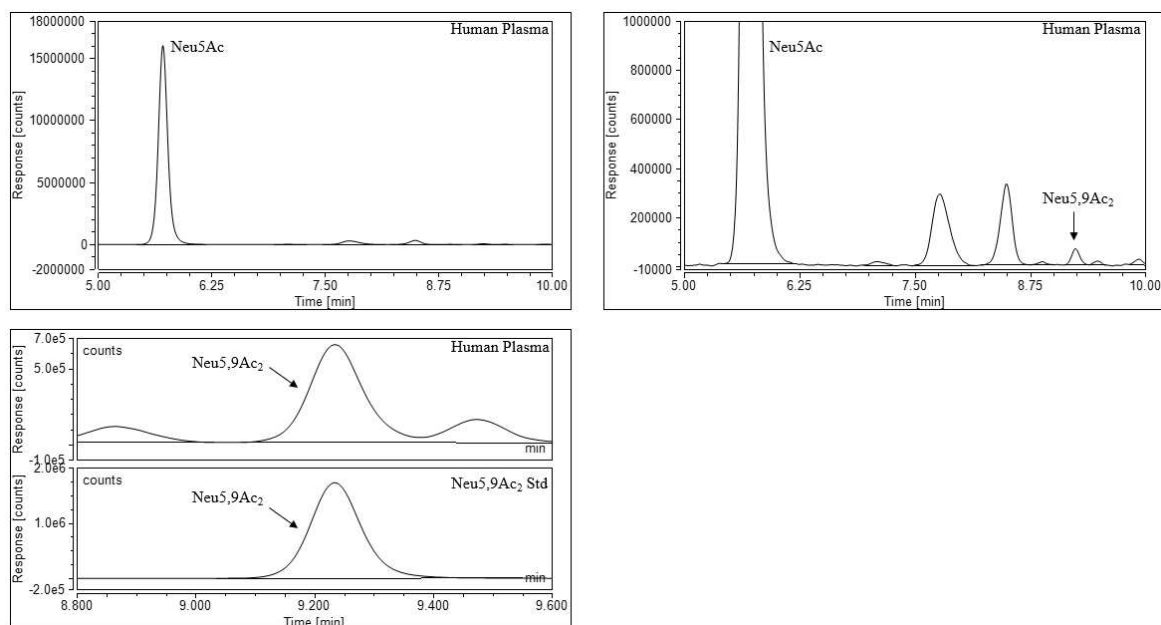 Human Plasma
Neu5Ac
Response [counts]
18000000
15000000
10000000
5000000
0
-2000000
5.00 6.25 7.50 8.75 10.00
Time [min]
Human Plasma
Neu5Ac
Neu5,9Ac₂
Response [counts]
1000000
800000
600000
400000
200000
-10000
5.00 6.25 7.50 8.75 10.00
Time [min]
Human Plasma
counts
Neu5,9Ac₂
Response [counts]
7.0e5
5.0e5
-1.0e5
min
counts
Neu5,9Ac₂ Std
Neu5,9Ac₂
Response [counts]
2.0e6
1.0e6
-2.0e5
min
8.800 9.000 9.200 9.400 9.600
Time [min]